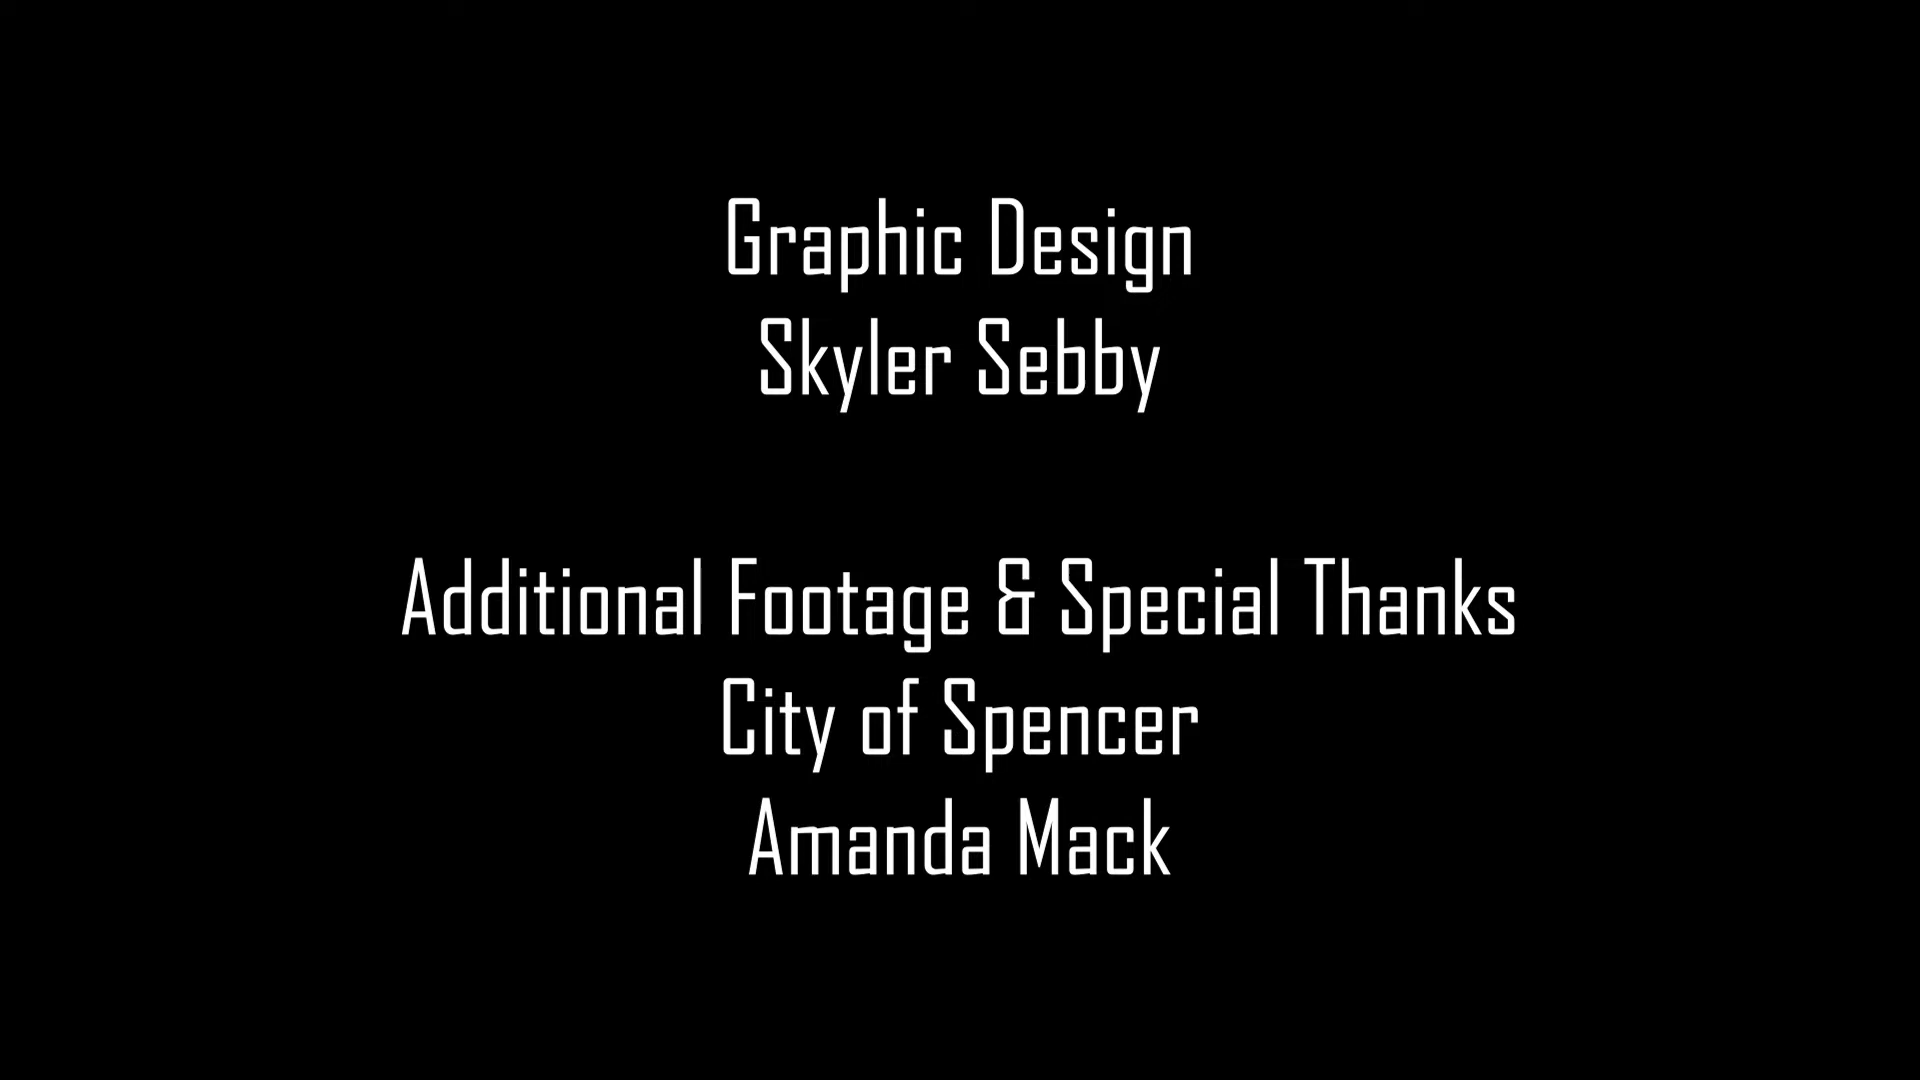 Graphic Design
Skyler Sebby
Additional Footage & Special Thanks
City of Spencer
Amanda Mack